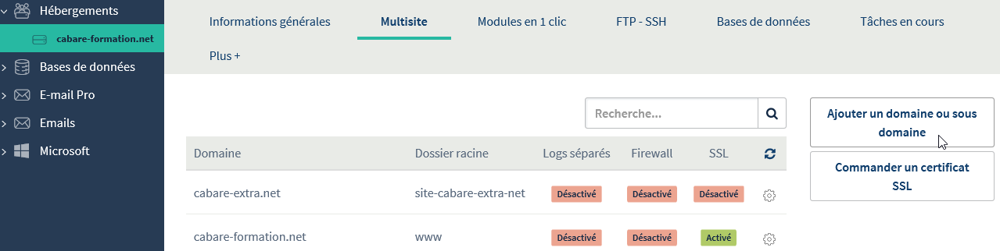 Hébergements
cabare-formation.net
Bases de données
E-mail Pro
Emails
Microsoft
Informations générales
Multisite
Modules en 1 clic
FTP - SSH
Bases de données
Tâches en cours
Plus +
Recherche...
Ajouter un domaine ou sous
domaine
Commander un certificat
SSL
Domaine Dossier racine Logs séparés Firewall SSL
cabare-extra.net site-cabare-extra-net Désactivé Désactivé Désactivé
cabare-formation.net www Désactivé Désactivé Activé